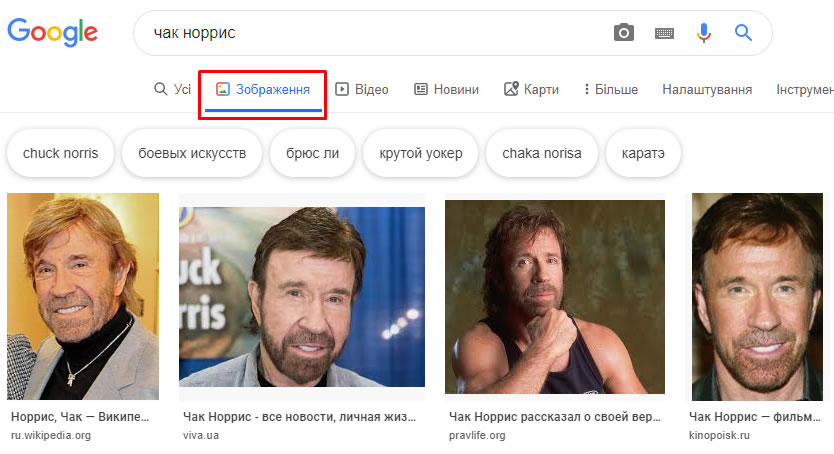 Google
чак норрис
Усі Зображення Відео Новини Карти Більше Налаштування Інструмен
chuck norris боевых искусств брюс ли крутой уокер chaka norisa каратэ
uck
rris
Норрис, Чак — Википе...
ru.wikipedia.org
Чак Норрис - все новости, личная жиз...
viva.ua
Чак Норрис рассказал о своей вер...
pravlife.org
Чак Норрис — фильм...
kinopoisk.ru